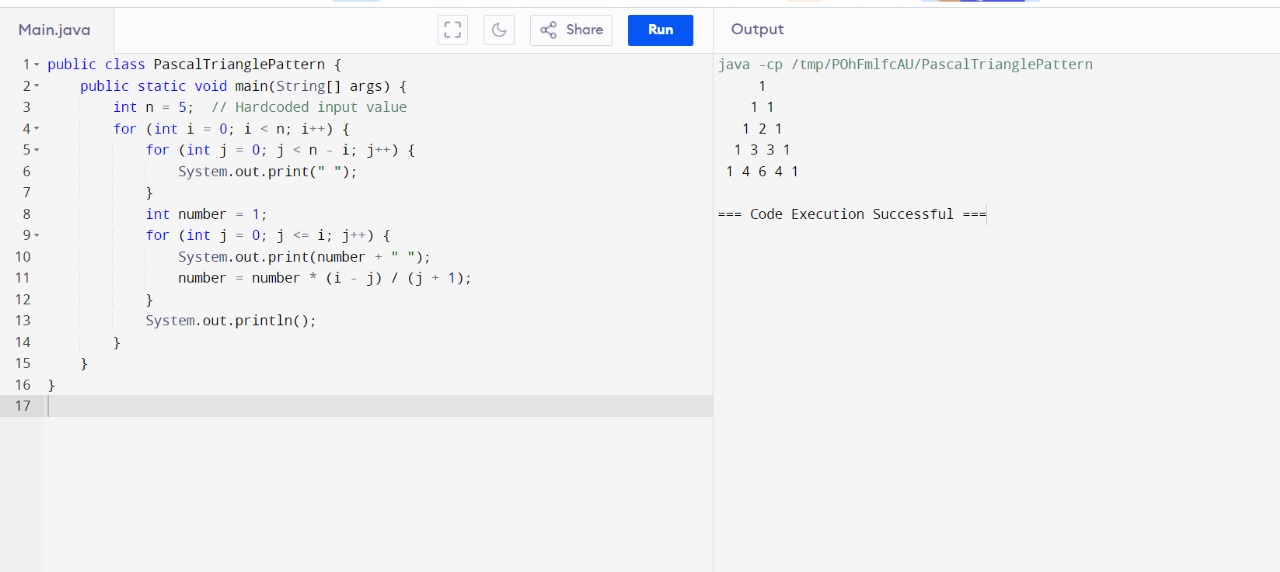 Main.java
Share
Run
Output
1 public class PascalTrianglePattern {
2     public static void main(String[] args) {
3         int n = 5;  // Hardcoded input value
4         for (int i = 0; i < n; i++) {
5             for (int j = 0; j < n - i; j++) {
6                 System.out.print(" ");
7             }
8             int number = 1;
9             for (int j = 0; j <= i; j++) {
10                 System.out.print(number + " ");
11                 number = number * (i - j) / (j + 1);
12             }
13             System.out.println();
14         }
15     }
16 }
17
java -cp /tmp/POhFmlfcAU/PascalTrianglePattern
     1
    1 1
   1 2 1
  1 3 3 1
 1 4 6 4 1
=== Code Execution Successful ===